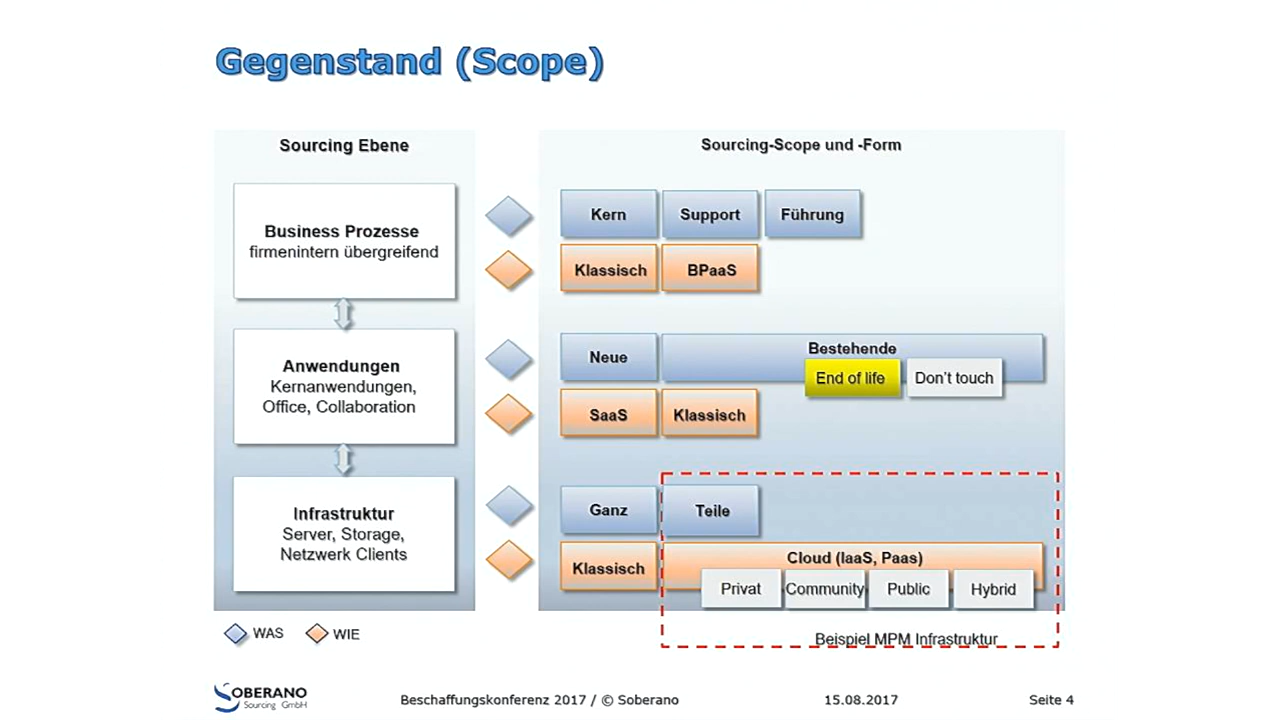 Gegenstand (Scope)
Sourcing Ebene
Sourcing-Scope und -Form
Business Prozesse
firmenintern übergreifend
Kern
Support
Führung
Klassisch
BPaaS
Anwendungen
Kernanwendungen,
Office, Collaboration
Neue
Bestehende
End of life
Don't touch
SaaS
Klassisch
Infrastruktur
Server, Storage,
Netzwerk Clients
Ganz
Teile
Klassisch
Cloud (IaaS, Paas)
Privat
Community
Public
Hybrid
Beispiel MPM Infrastruktur
WAS
WIE
SOBERANO
Sourcing GmbH
Beschaffungskonferenz 2017 / © Soberano
15.08.2017
Seite 4